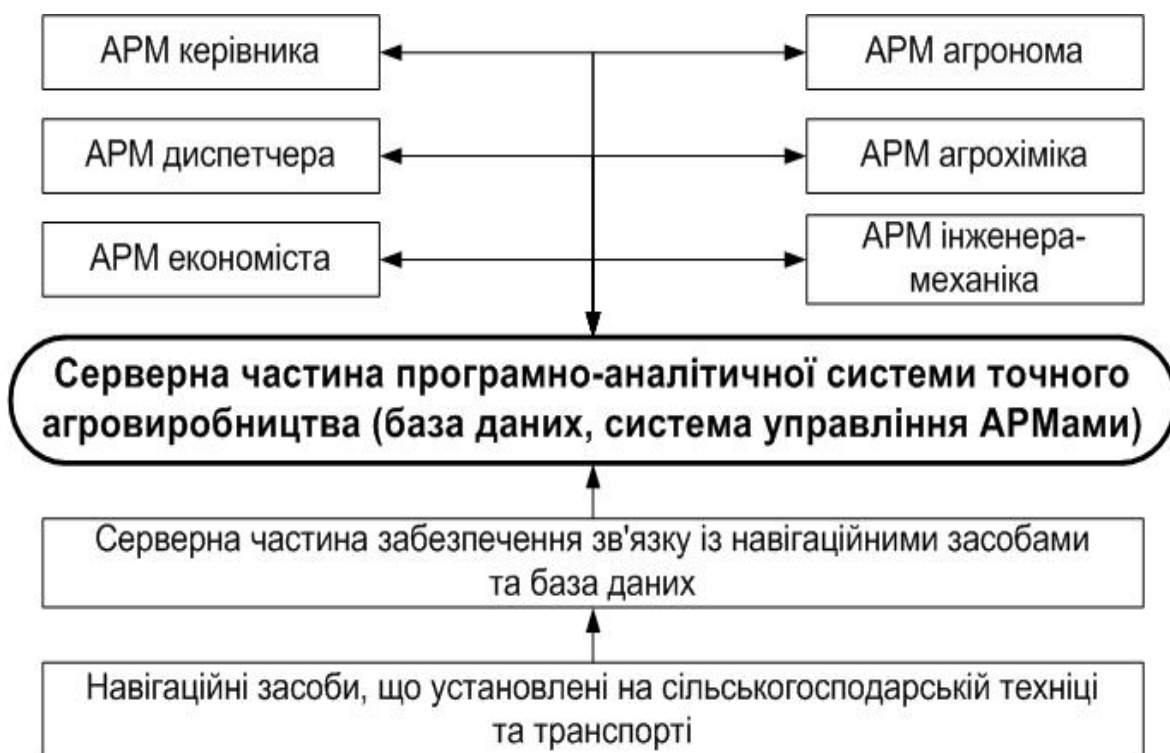 АРМ керівника
АРМ агронома
АРМ диспетчера
АРМ агрохіміка
АРМ економіста
АРМ інженера-
механіка
Серверна частина програмно-аналітичної системи точного
агровиробництва (база даних, система управління АРМами)
Серверна частина забезпечення зв'язку із навігаційними засобами
та база даних
Навігаційні засоби, що установлені на сільськогосподарській техніці
та транспорті